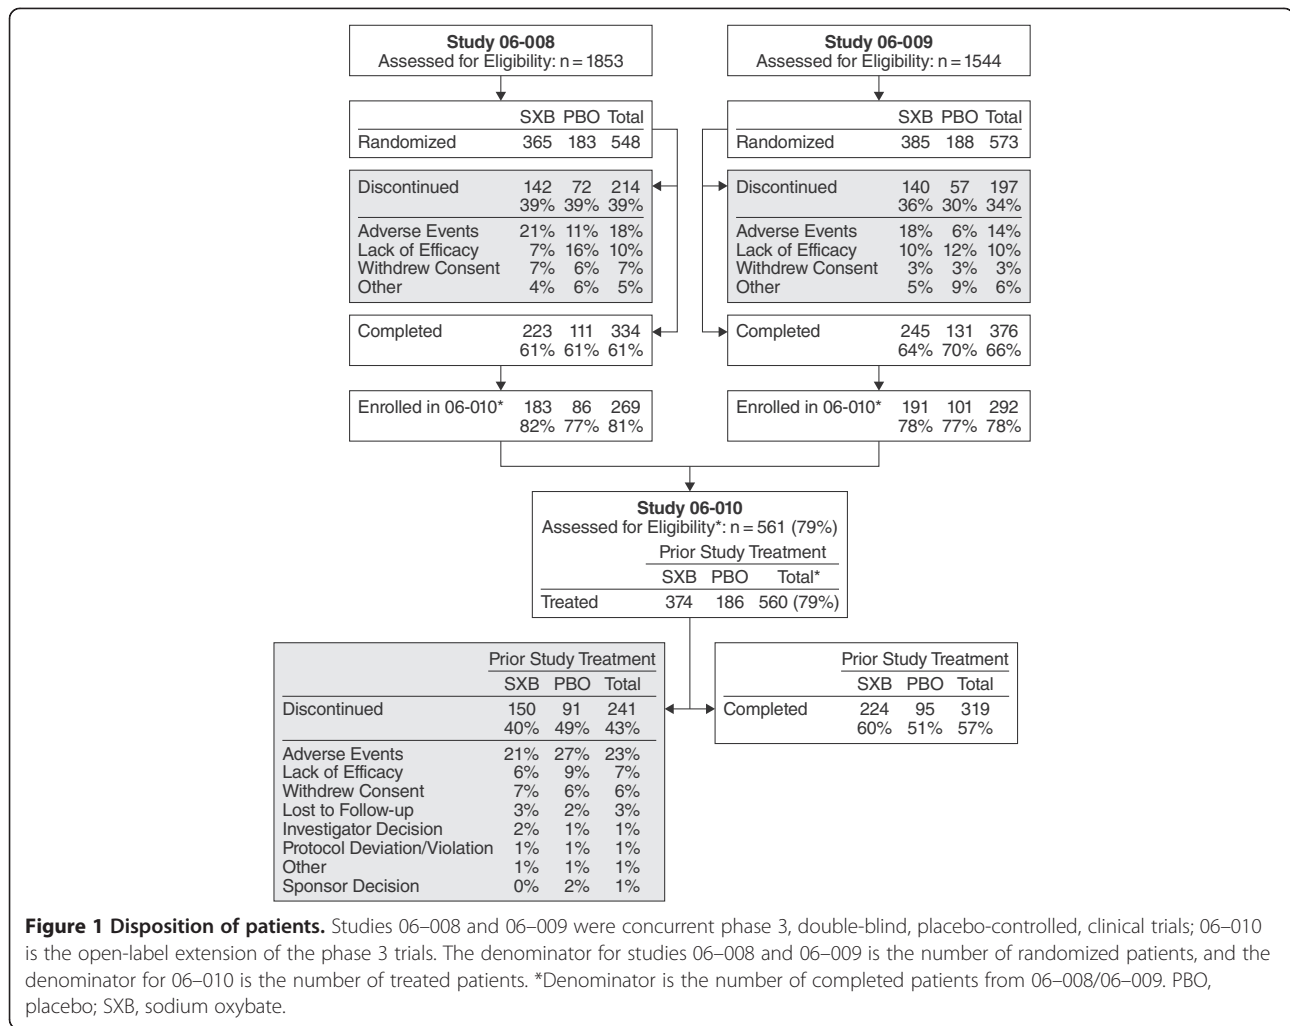 Study 06-008
Assessed for Eligibility: n = 1853
SXB PBO Total
Randomized 365 183 548
Discontinued 142 72 214
39% 39% 39%
Adverse Events 21% 11% 18%
Lack of Efficacy 7% 16% 10%
Withdrew Consent 7% 6% 7%
Other 4% 6% 5%
Completed 223 111 334
61% 61% 61%
Enrolled in 06-010* 183 86 269
82% 77% 81%
Study 06-009
Assessed for Eligibility: n = 1544
SXB PBO Total
Randomized 385 188 573
Discontinued 140 57 197
36% 30% 34%
Adverse Events 18% 6% 14%
Lack of Efficacy 10% 12% 10%
Withdrew Consent 3% 3% 3%
Other 5% 9% 6%
Completed 245 131 376
64% 70% 66%
Enrolled in 06-010* 191 101 292
78% 77% 78%
Study 06-010
Assessed for Eligibility*: n = 561 (79%)
Prior Study Treatment
SXB PBO Total*
Treated 374 186 560 (79%)
Prior Study Treatment
SXB PBO Total
Discontinued 150 91 241
40% 49% 43%
Adverse Events 21% 27% 23%
Lack of Efficacy 6% 9% 7%
Withdrew Consent 7% 6% 6%
Lost to Follow-up 3% 2% 3%
Investigator Decision 2% 1% 1%
Protocol Deviation/Violation 1% 1% 1%
Other 1% 1% 1%
Sponsor Decision 0% 2% 1%
Prior Study Treatment
SXB PBO Total
Completed 224 95 319
60% 51% 57%
Figure 1 Disposition of patients. Studies 06–008 and 06–009 were concurrent phase 3, double-blind, placebo-controlled, clinical trials; 06–010
is the open-label extension of the phase 3 trials. The denominator for studies 06–008 and 06–009 is the number of randomized patients, and the
denominator for 06–010 is the number of treated patients. *Denominator is the number of completed patients from 06–008/06–009. PBO,
placebo; SXB, sodium oxybate.